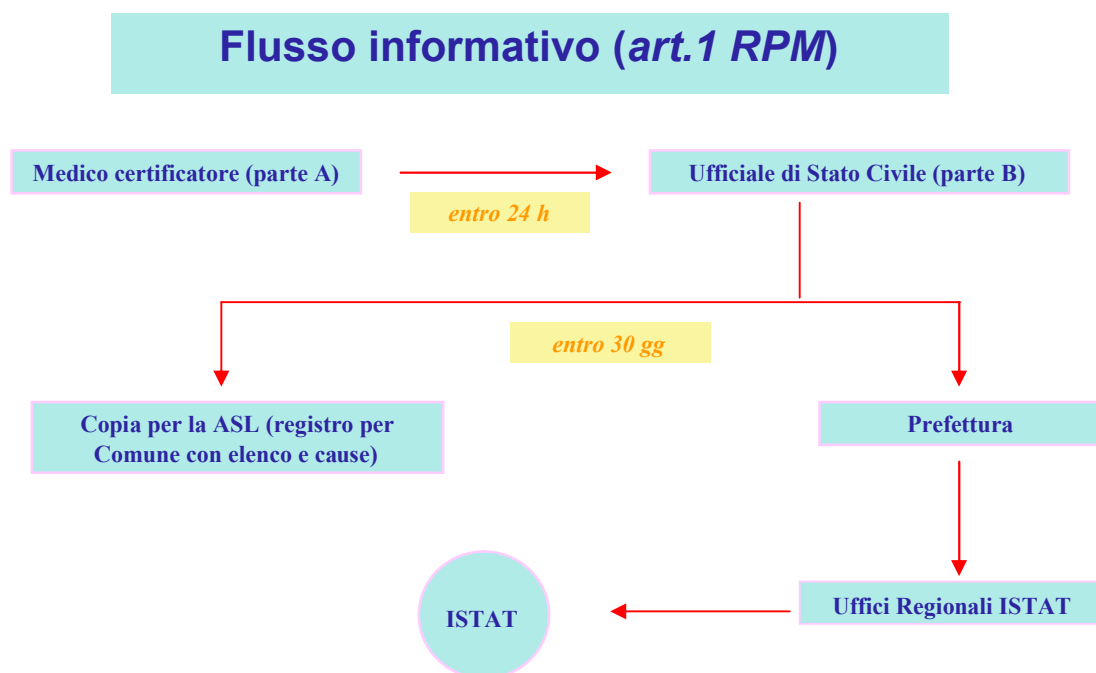 Flusso informativo (art.1 RPM)
Medico certificatore (parte A)
Ufficiale di Stato Civile (parte B)
entro 24 h
entro 30 gg
Copia per la ASL (registro per
Comune con elenco e cause)
Prefettura
Uffici Regionali ISTAT
ISTAT